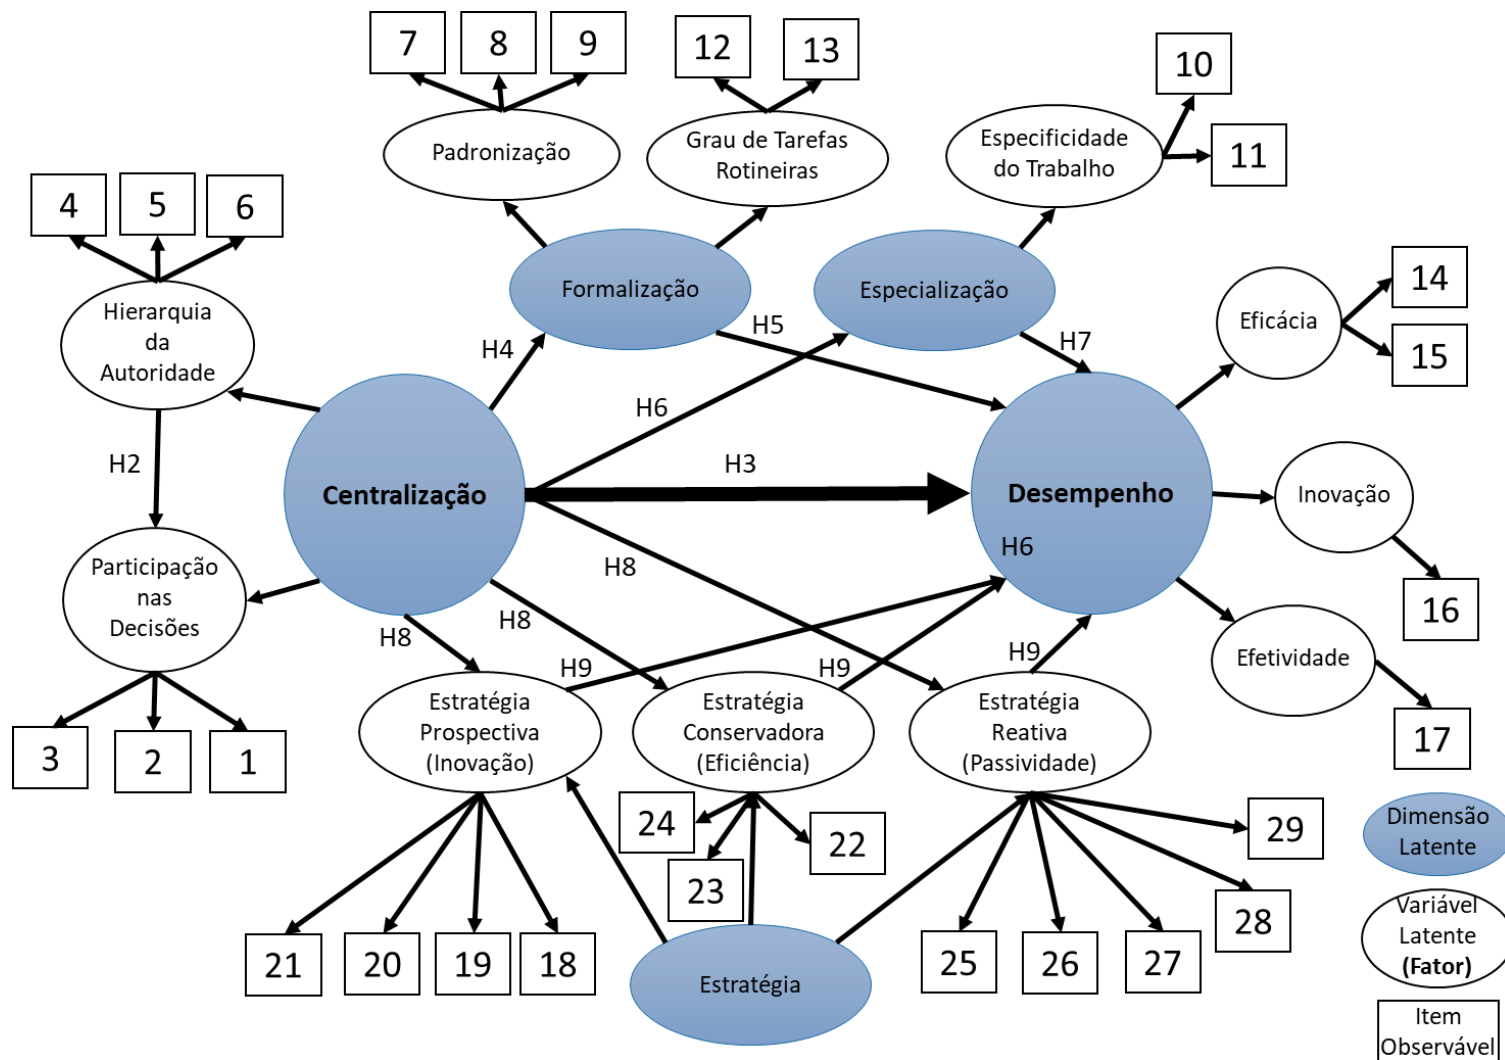 7
8
9
12
13
10
11
Padronização
Grau de Tarefas
Rotineiras
Especificidade
do Trabalho
4
5
6
Formalização
Especialização
14
15
Hierarquia
da
Autoridade
Eficácia
H4
H5
H7
H6
H2
H3
Centralização
Desempenho
Inovação
H6
H8
16
Participação
nas
Decisões
H8
H8
H9
H9
H9
Efetividade
17
3
2
1
Estratégia
Prospectiva
(Inovação)
Estratégia
Conservadora
(Eficiência)
Estratégia
Reativa
(Passividade)
24
23
22
29
28
21
20
19
18
25
26
27
Estratégia
Dimensão
Latente
Variável
Latente
(Fator)
Item
Observável